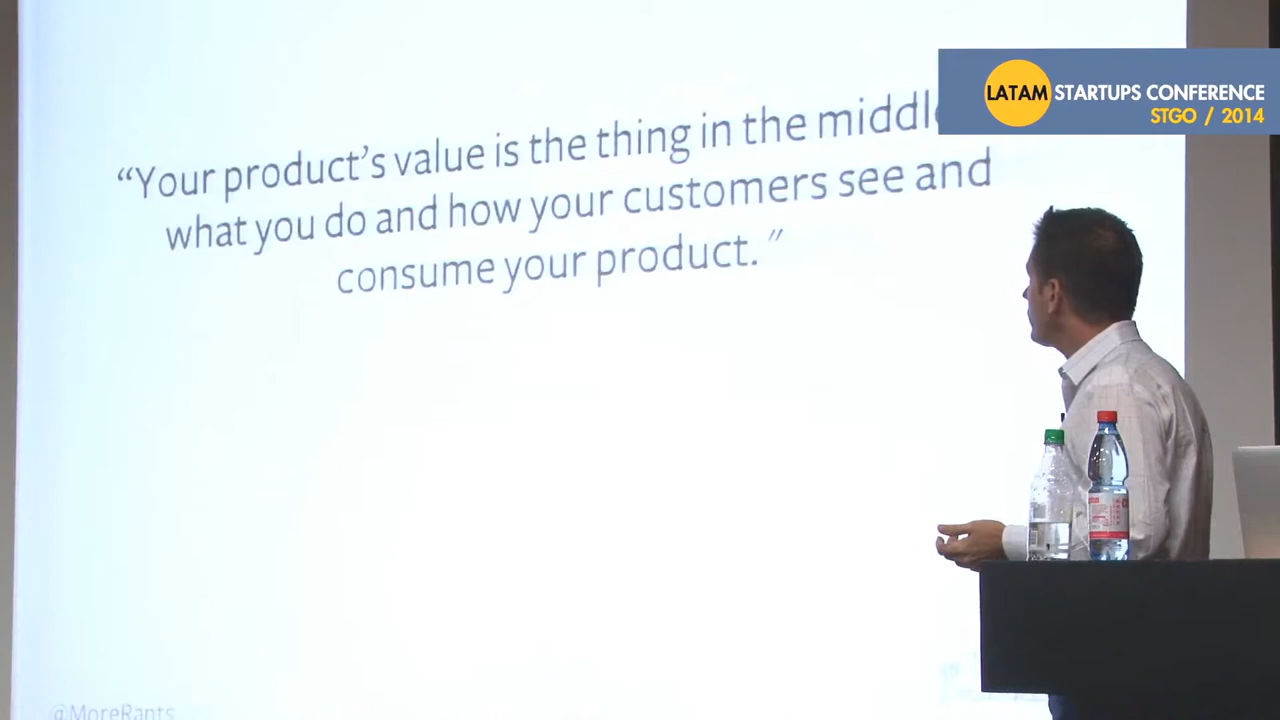 LATAM STARTUPS CONFERENCE
STGO / 2014
“Your product’s value is the thing in the middle
what you do and how your customers see and
consume your product.”
@MoreRants